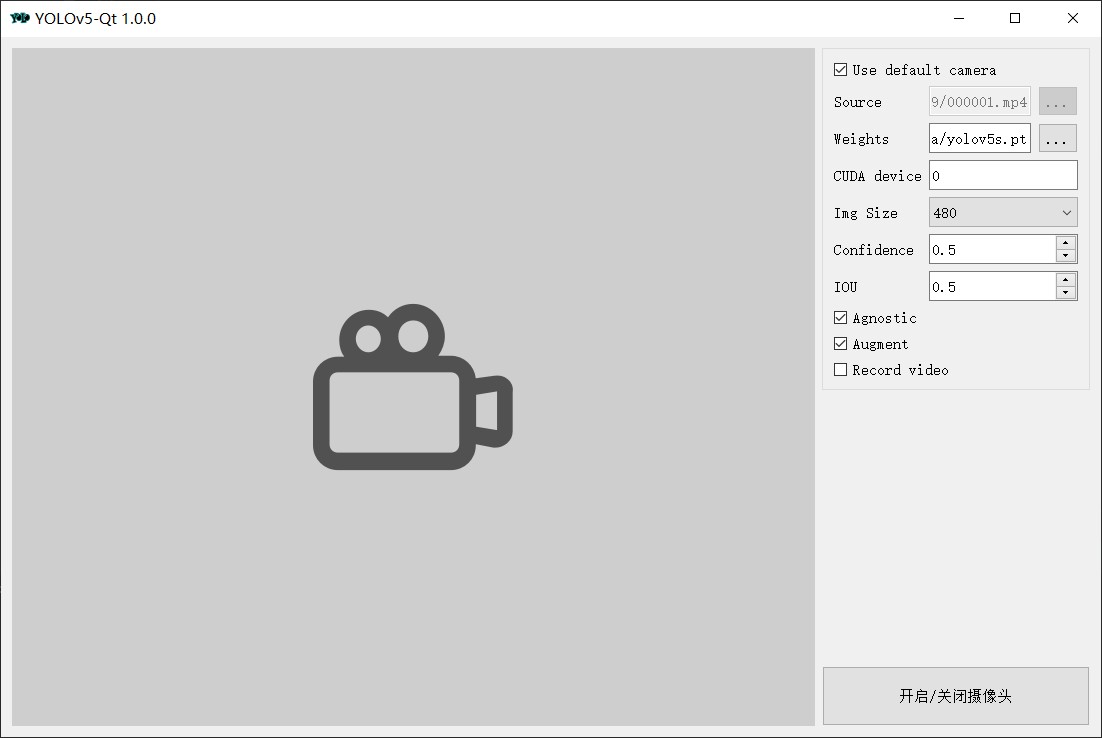 YOLOv5-Qt 1.0.0
Use default camera
Source 9/000001.mp4 ...
Weights a/yolov5s.pt ...
CUDA device 0
Img Size 480
Confidence 0.5
IOU 0.5
Agnostic
Augment
Record video
开启/关闭摄像头